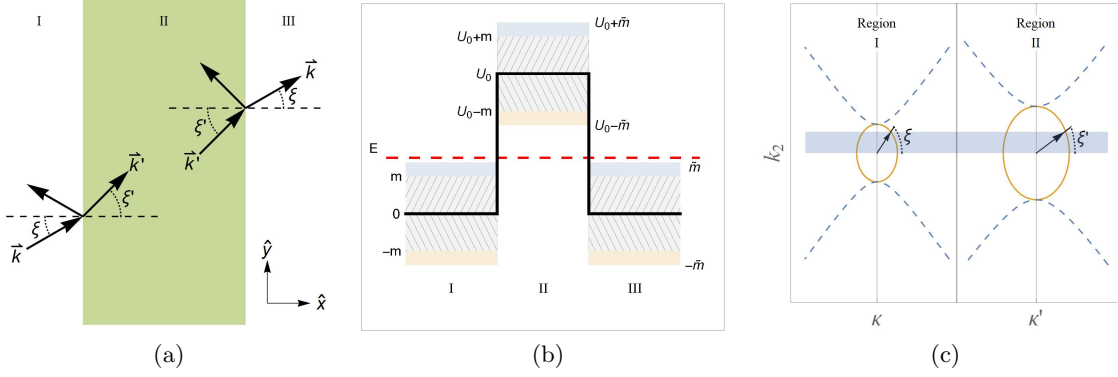 I
II
III
k⃗
ξ
ξ'
k⃗'
ξ'
k⃗'
k⃗
ξ
ŷ
x̂
(a)
U₀+m̃
U₀+m
U₀
U₀−m
U₀−m̃
E
m̃
m
0
−m
−m̃
I
II
III
(b)
Region
I
Region
II
ξ
ξ'
k₂
κ
κ'
(c)